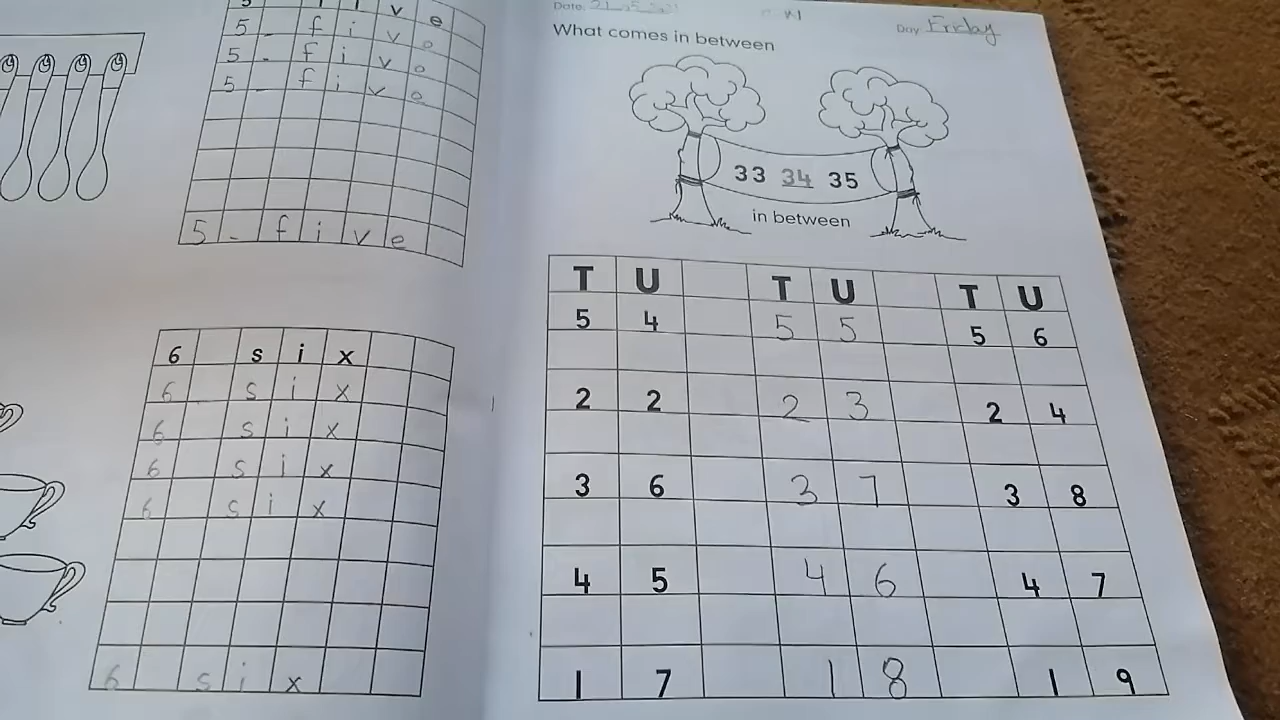 5 f i v e
5 - f i v e
5 - f i v e
5 - f i v e
5 - f i v e
6 s i x
6 s i x
6 s i x
6 s i x
6 s i x
6 s i x
Date:
Day Friday
What comes in between
33 34 35
in between
T U T U T U
5 4 5 5 5 6
2 2 2 3 2 4
3 6 3 7 3 8
4 5 4 6 4 7
1 7 1 8 1 9